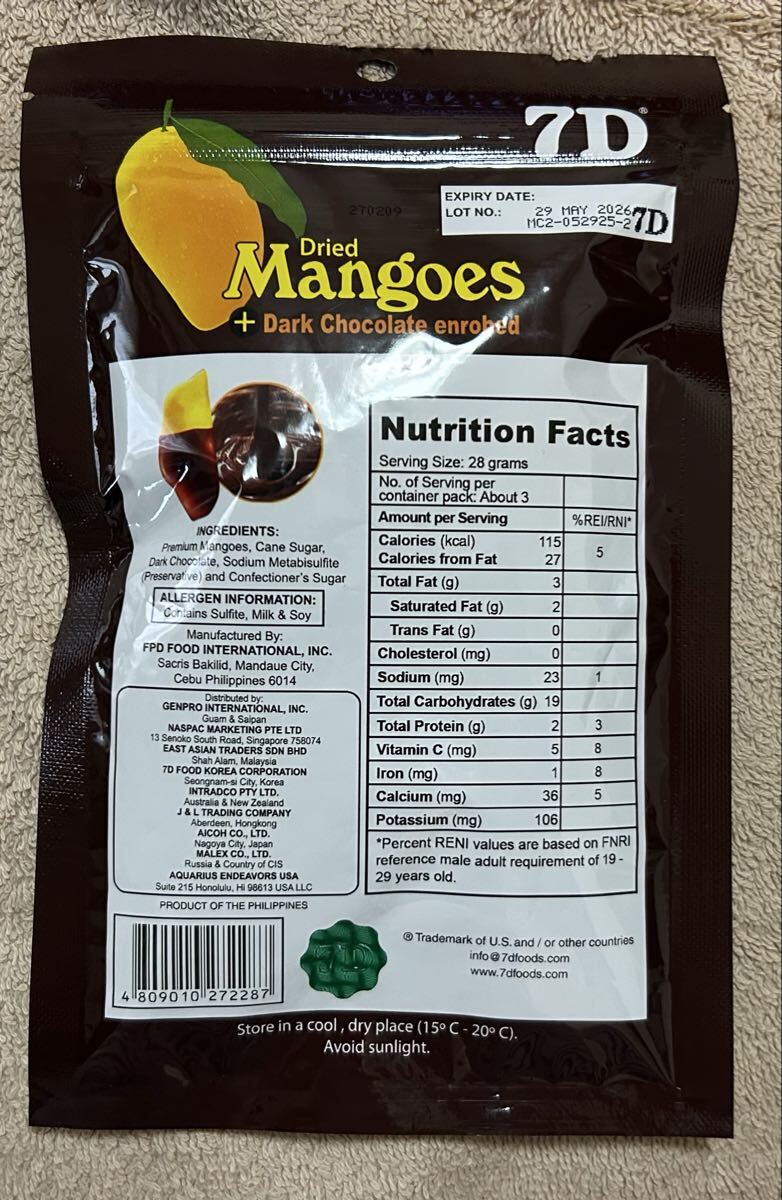 7D®
270209
EXPIRY DATE:
LOT NO.: 29 MAY 2026
MC2-052925-2
7D
Dried
Mangoes
+ Dark Chocolate enrobed
INGREDIENTS:
Premium Mangoes, Cane Sugar,
Dark Chocolate, Sodium Metabisulfite
(Preservative) and Confectioner's Sugar
ALLERGEN INFORMATION:
Contains Sulfite, Milk & Soy
Manufactured By:
FPD FOOD INTERNATIONAL, INC.
Sacris Bakilid, Mandaue City,
Cebu Philippines 6014
Distributed by:
GENPRO INTERNATIONAL, INC.
Guam & Saipan
NASPAC MARKETING PTE LTD
13 Senoko South Road, Singapore 758074
EAST ASIAN TRADERS SDN BHD
Shah Alam, Malaysia
7D FOOD KOREA CORPORATION
Seongnam-si City, Korea
INTRADCO PTY LTD.
Australia & New Zealand
J & L TRADING COMPANY
Aberdeen, Hongkong
AICOH CO., LTD.
Nagoya City, Japan
MALEX CO., LTD.
Russia & Country of CIS
AQUARIUS ENDEAVORS USA
Suite 215 Honolulu, Hi 98613 USA LLC
PRODUCT OF THE PHILIPPINES
4 809010 272287
Nutrition Facts
Serving Size: 28 grams
No. of Serving per
container pack: About 3
Amount per Serving %REI/RNI*
Calories (kcal) 115 5
Calories from Fat 27
Total Fat (g) 3
Saturated Fat (g) 2
Trans Fat (g) 0
Cholesterol (mg) 0
Sodium (mg) 23 1
Total Carbohydrates (g) 19
Total Protein (g) 2 3
Vitamin C (mg) 5 8
Iron (mg) 1 8
Calcium (mg) 36 5
Potassium (mg) 106
*Percent RENI values are based on FNRI
reference male adult requirement of 19 -
29 years old.
7D
® Trademark of U.S. and / or other countries
info@7dfoods.com
www.7dfoods.com
Store in a cool , dry place (15º C - 20º C).
Avoid sunlight.